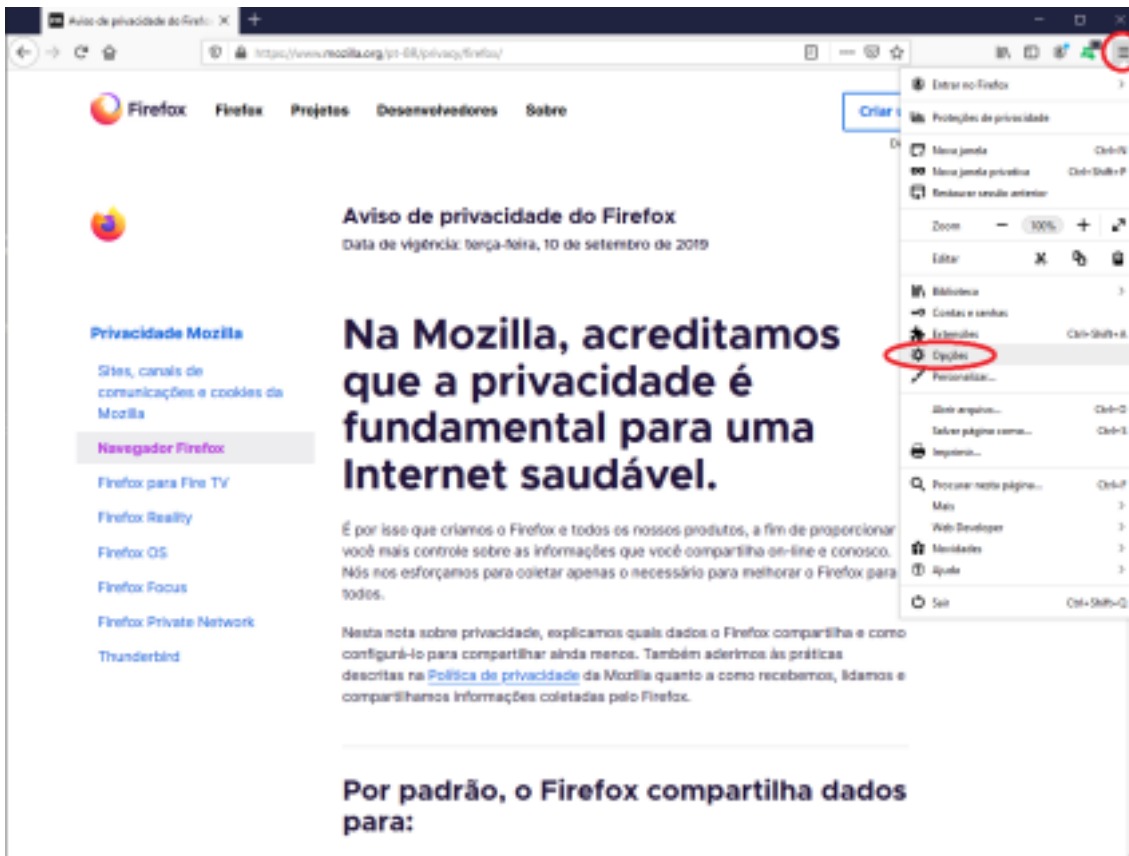 Aviso de privacidade do Firefo
https://www.mozilla.org/pt-BR/privacy/firefox/
Firefox Firefox Projetos Desenvolvedores Sobre
Criar
Aviso de privacidade do Firefox
Data de vigência: terça-feira, 10 de setembro de 2019
Privacidade Mozilla
Sites, canais de
comunicações e cookies da
Mozilla
Navegador Firefox
Firefox para Fire TV
Firefox Reality
Firefox OS
Firefox Focus
Firefox Private Network
Thunderbird
Na Mozilla, acreditamos
que a privacidade é
fundamental para uma
Internet saudável.
É por isso que criamos o Firefox e todos os nossos produtos, a fim de proporcionar
você mais controle sobre as informações que você compartilha on-line e conosco.
Nós nos esforçamos para coletar apenas o necessário para melhorar o Firefox para
todos.
Nesta nota sobre privacidade, explicamos quais dados o Firefox compartilha e como
configurá-lo para compartilhar ainda menos. Também aderimos às práticas
descritas na Política de privacidade da Mozilla quanto a como recebemos, lidamos e
compartilhamos informações coletadas pelo Firefox.
Por padrão, o Firefox compartilha dados
para:
Entrar no Firefox
Proteções de privacidade
Nova janela Ctrl+N
Nova janela privativa Ctrl+Shift+P
Restaurar sessão anterior
Zoom 100%
Editar
Biblioteca
Contas e senhas
Extensões Ctrl+Shift+A
Opções
Personalizar...
Abrir arquivo... Ctrl+O
Salvar página como... Ctrl+S
Imprimir...
Procurar nesta página... Ctrl+F
Mais
Web Developer
Novidades
Ajuda
Sair Ctrl+Shift+Q